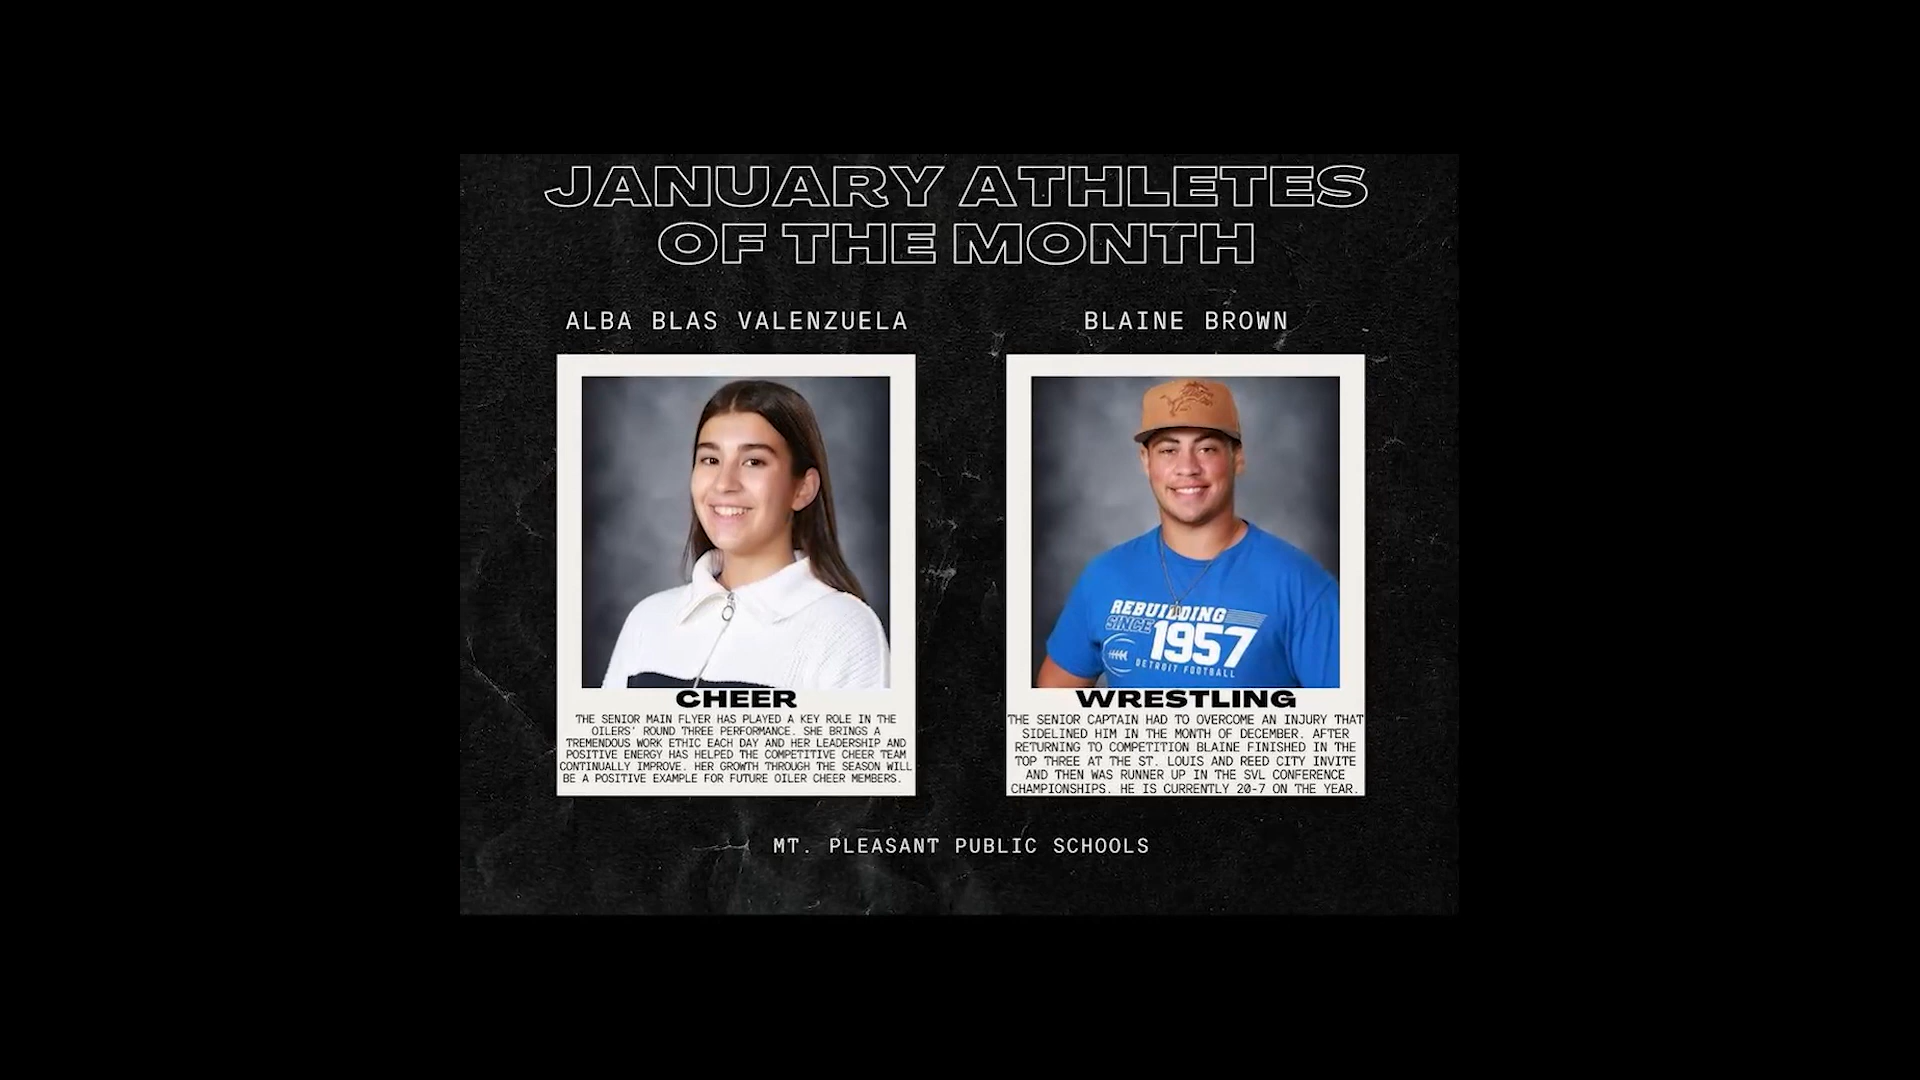 JANUARY ATHLETES
OF THE MONTH
ALBA BLAS VALENZUELA
BLAINE BROWN
REBUILDING
SINCE 1957
DETROIT FOOTBALL
CHEER
THE SENIOR MAIN FLYER HAS PLAYED A KEY ROLE IN THE
OILERS' ROUND THREE PERFORMANCE. SHE BRINGS A
TREMENDOUS WORK ETHIC EACH DAY AND HER LEADERSHIP AND
POSITIVE ENERGY HAS HELPED THE COMPETITIVE CHEER TEAM
CONTINUALLY IMPROVE. HER GROWTH THROUGH THE SEASON WILL
BE A POSITIVE EXAMPLE FOR FUTURE OILER CHEER MEMBERS.
WRESTLING
THE SENIOR CAPTAIN HAD TO OVERCOME AN INJURY THAT
SIDELINED HIM IN THE MONTH OF DECEMBER. AFTER
RETURNING TO COMPETITION BLAINE FINISHED IN THE
TOP THREE AT THE ST. LOUIS AND REED CITY INVITE
AND THEN WAS RUNNER UP IN THE SVL CONFERENCE
CHAMPIONSHIPS. HE IS CURRENTLY 20-7 ON THE YEAR.
MT. PLEASANT PUBLIC SCHOOLS